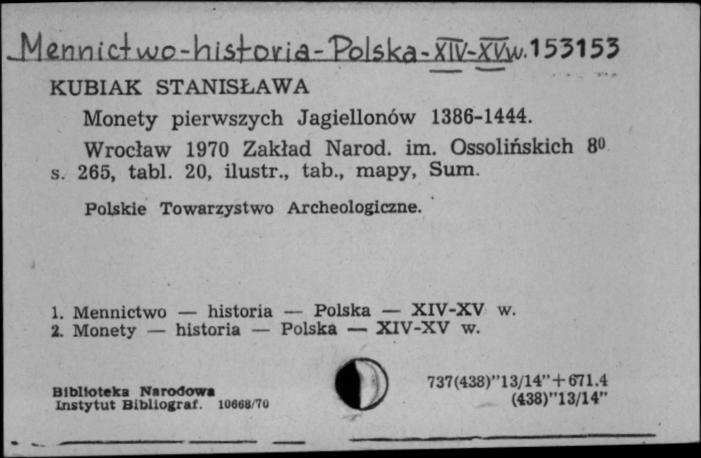 Mennictwo-historia-Polska-XIV-XVw. 153153
KUBIAK STANISŁAWA
Monety pierwszych Jagiellonów 1386-1444.
Wrocław 1970 Zakład Narod. im. Ossolińskich 8⁰
s. 265, tabl. 20, ilustr., tab., mapy, Sum.
Polskie Towarzystwo Archeologiczne.
1. Mennictwo — historia — Polska — XIV-XV w.
2. Monety — historia — Polska — XIV-XV w.
Biblioteka Narodowa
Instytut Bibliograf. 10668/70
737(438)"13/14"+671.4
(438)"13/14"